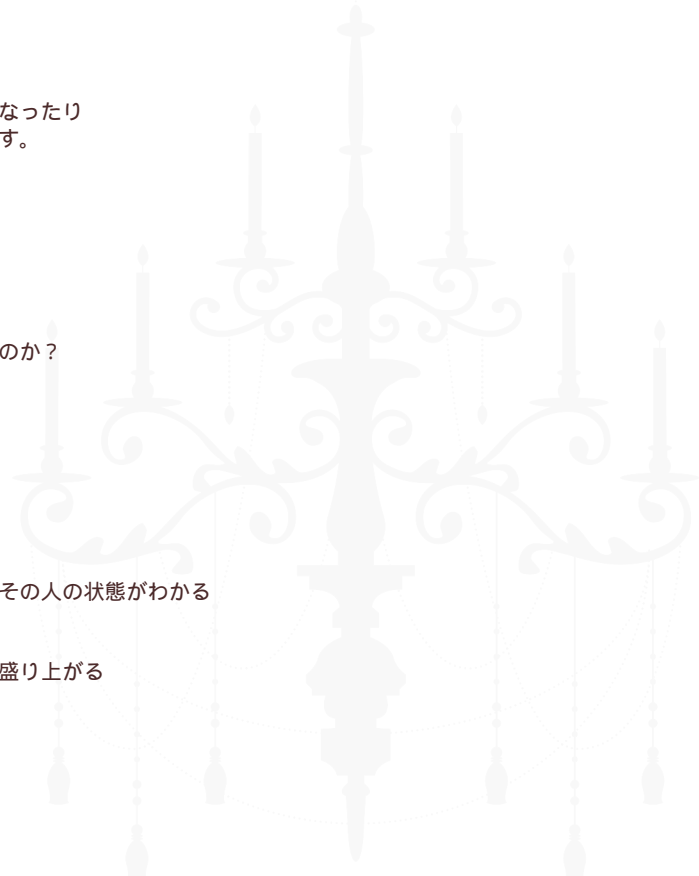 なったり
す。
のか？
その人の状態がわかる
盛り上がる